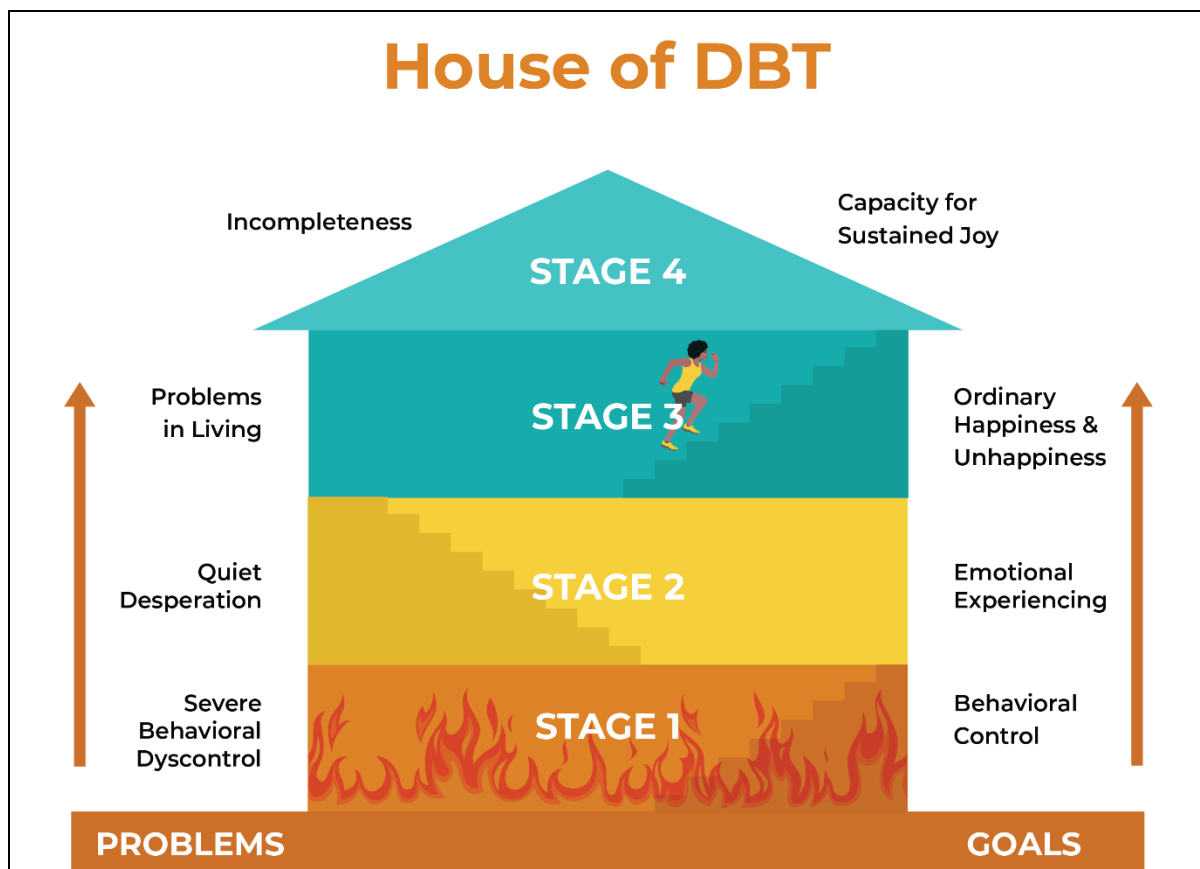 House of DBT
Incompleteness
Capacity for
Sustained Joy
STAGE 4
Problems
in Living
STAGE 3
Ordinary
Happiness &
Unhappiness
Quiet
Desperation
STAGE 2
Emotional
Experiencing
Severe
Behavioral
Dyscontrol
STAGE 1
Behavioral
Control
PROBLEMS
GOALS